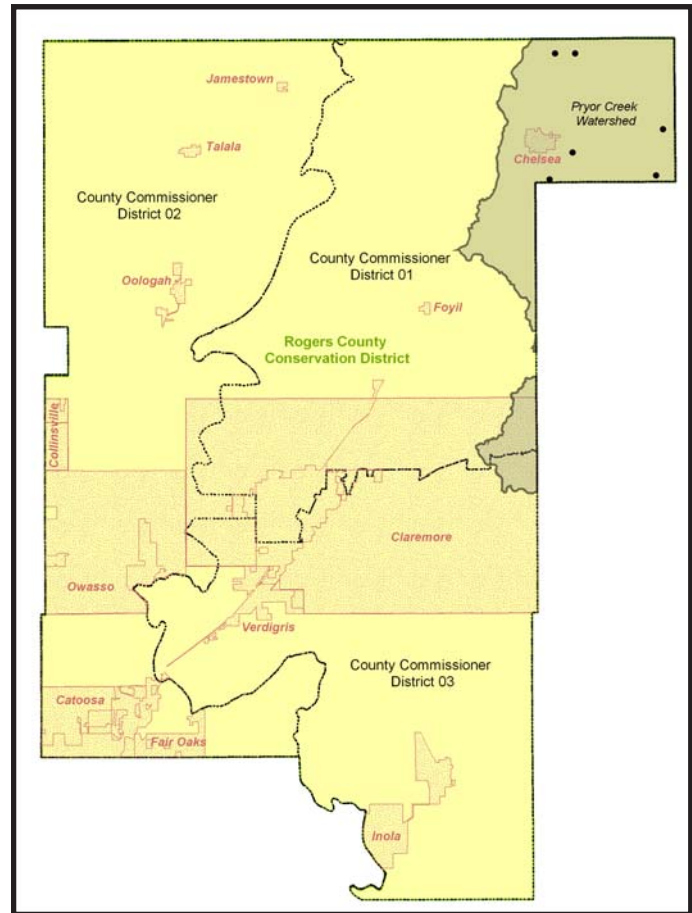 Jamestown
Pryor Creek
Watershed
Talala
Chelsea
County Commissioner
District 02
County Commissioner
District 01
Oologah
Foyil
Rogers County
Conservation District
Collinsville
Claremore
Owasso
Verdigris
County Commissioner
District 03
Catoosa
Fair Oaks
Inola